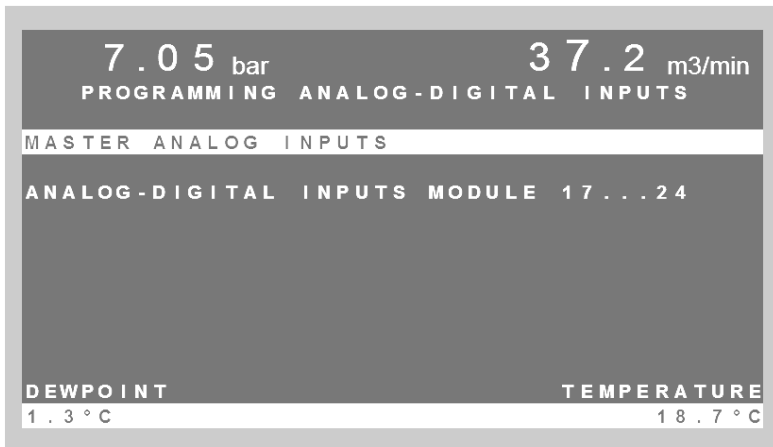 7.05 bar 37.2 m3/min
PROGRAMMING ANALOG-DIGITAL INPUTS
MASTER ANALOG INPUTS
ANALOG-DIGITAL INPUTS MODULE 17...24
DEWPOINT TEMPERATURE
1.3°C 18.7°C